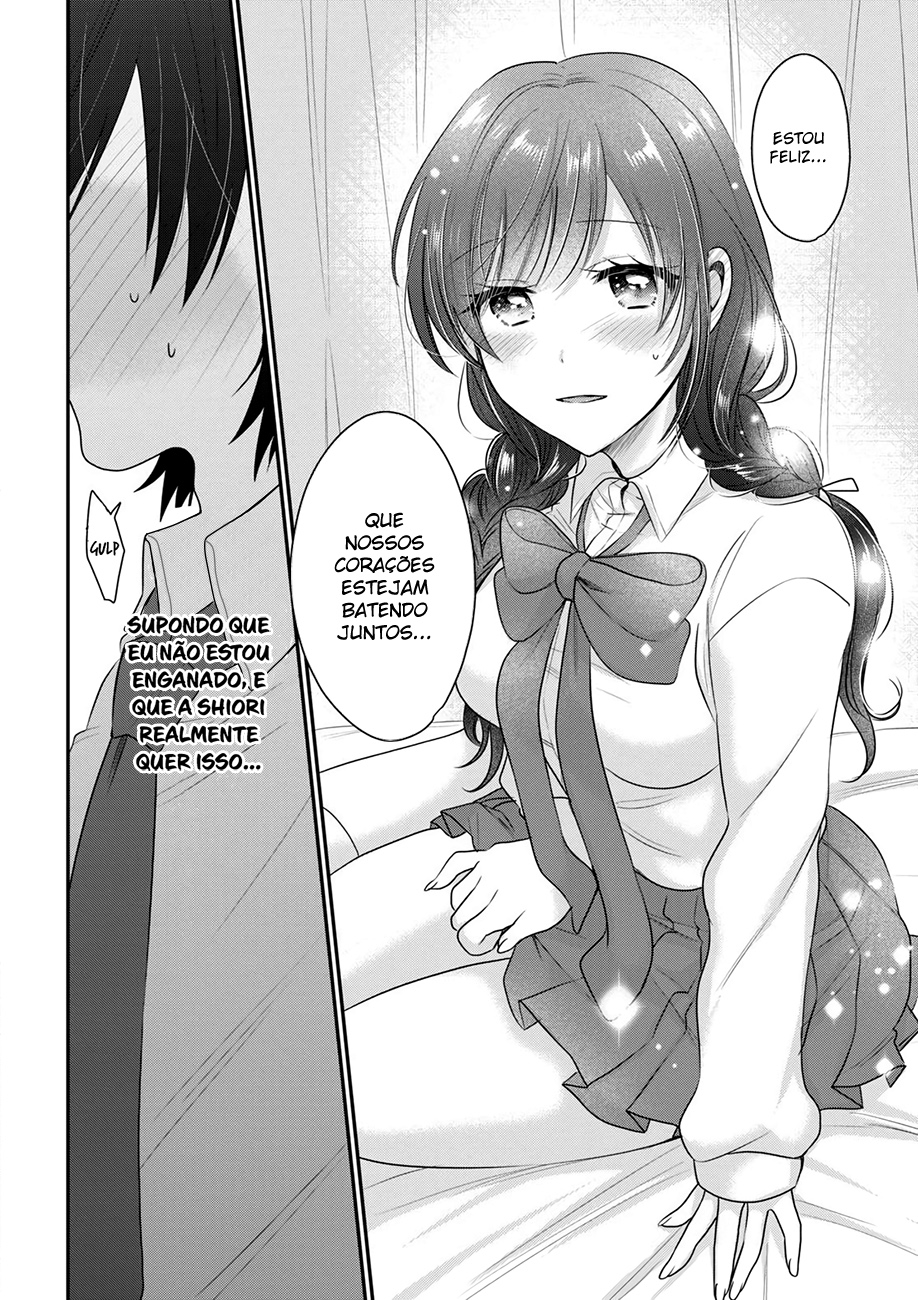 ESTOU
FELIZ...
QUE
NOSSOS
CORAÇÕES
ESTEJAM
BATENDO
JUNTOS...
GULP
SUPONDO QUE
EU NÃO ESTOU
ENGANADO, E
QUE A SHIORI
REALMENTE
QUER ISSO...